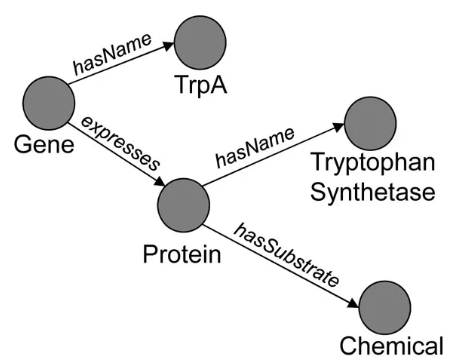 hasName
TrpA
Gene
expresses
hasName
Tryptophan
Synthetase
Protein
hasSubstrate
Chemical